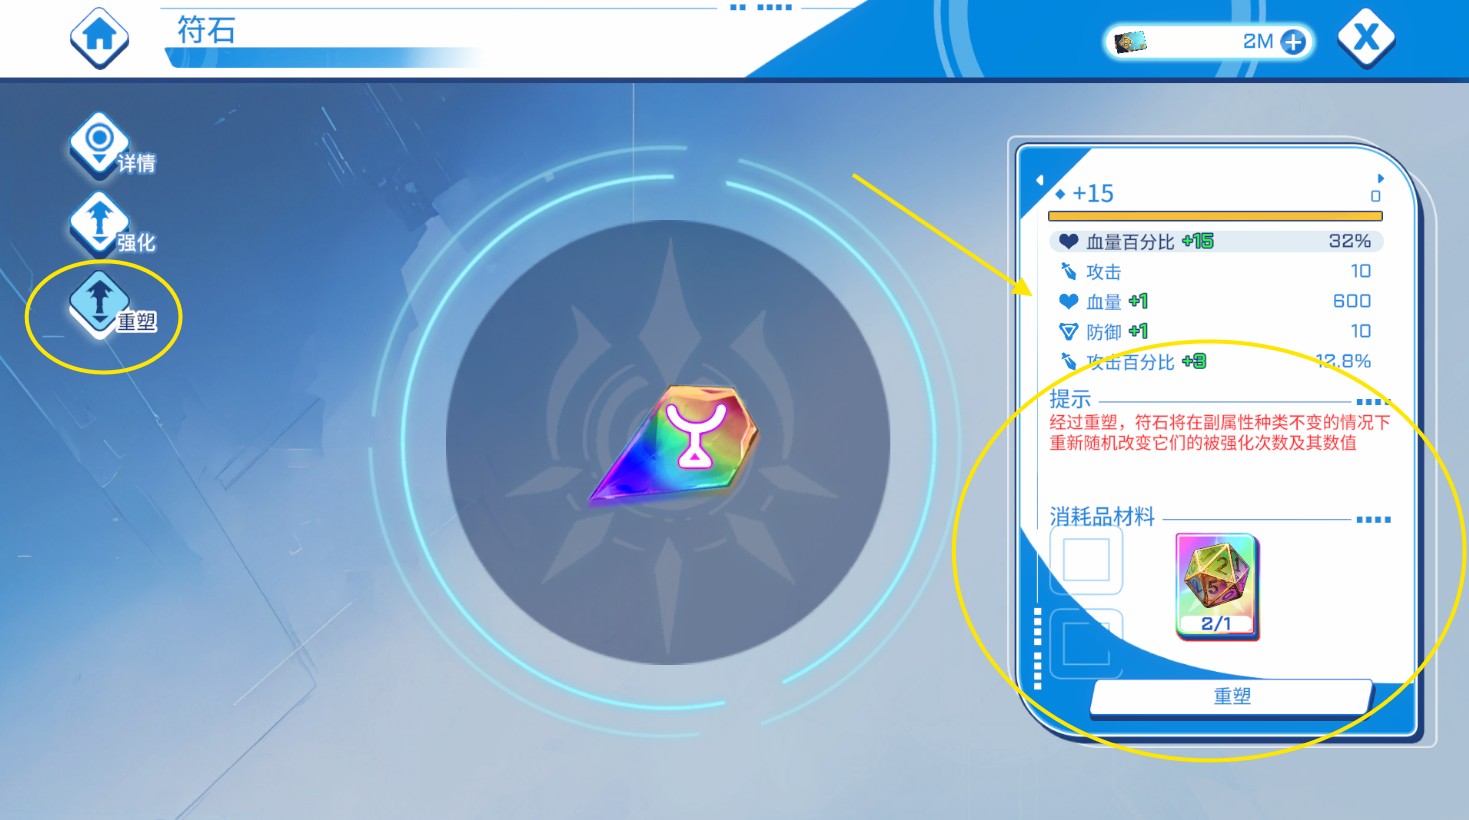 符石
2M
详情
强化
重塑
+15
0
血量百分比 +15 32%
攻击 10
血量 +1 600
防御 +1 10
攻击百分比 +3 12.8%
提示
经过重塑，符石将在副属性种类不变的情况下
重新随机改变它们的被强化次数及其数值
消耗品材料
2/1
重塑